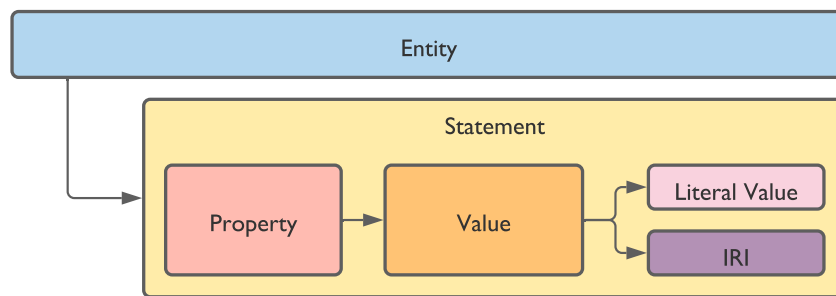 Entity
Statement
Property
Value
Literal Value
IRI